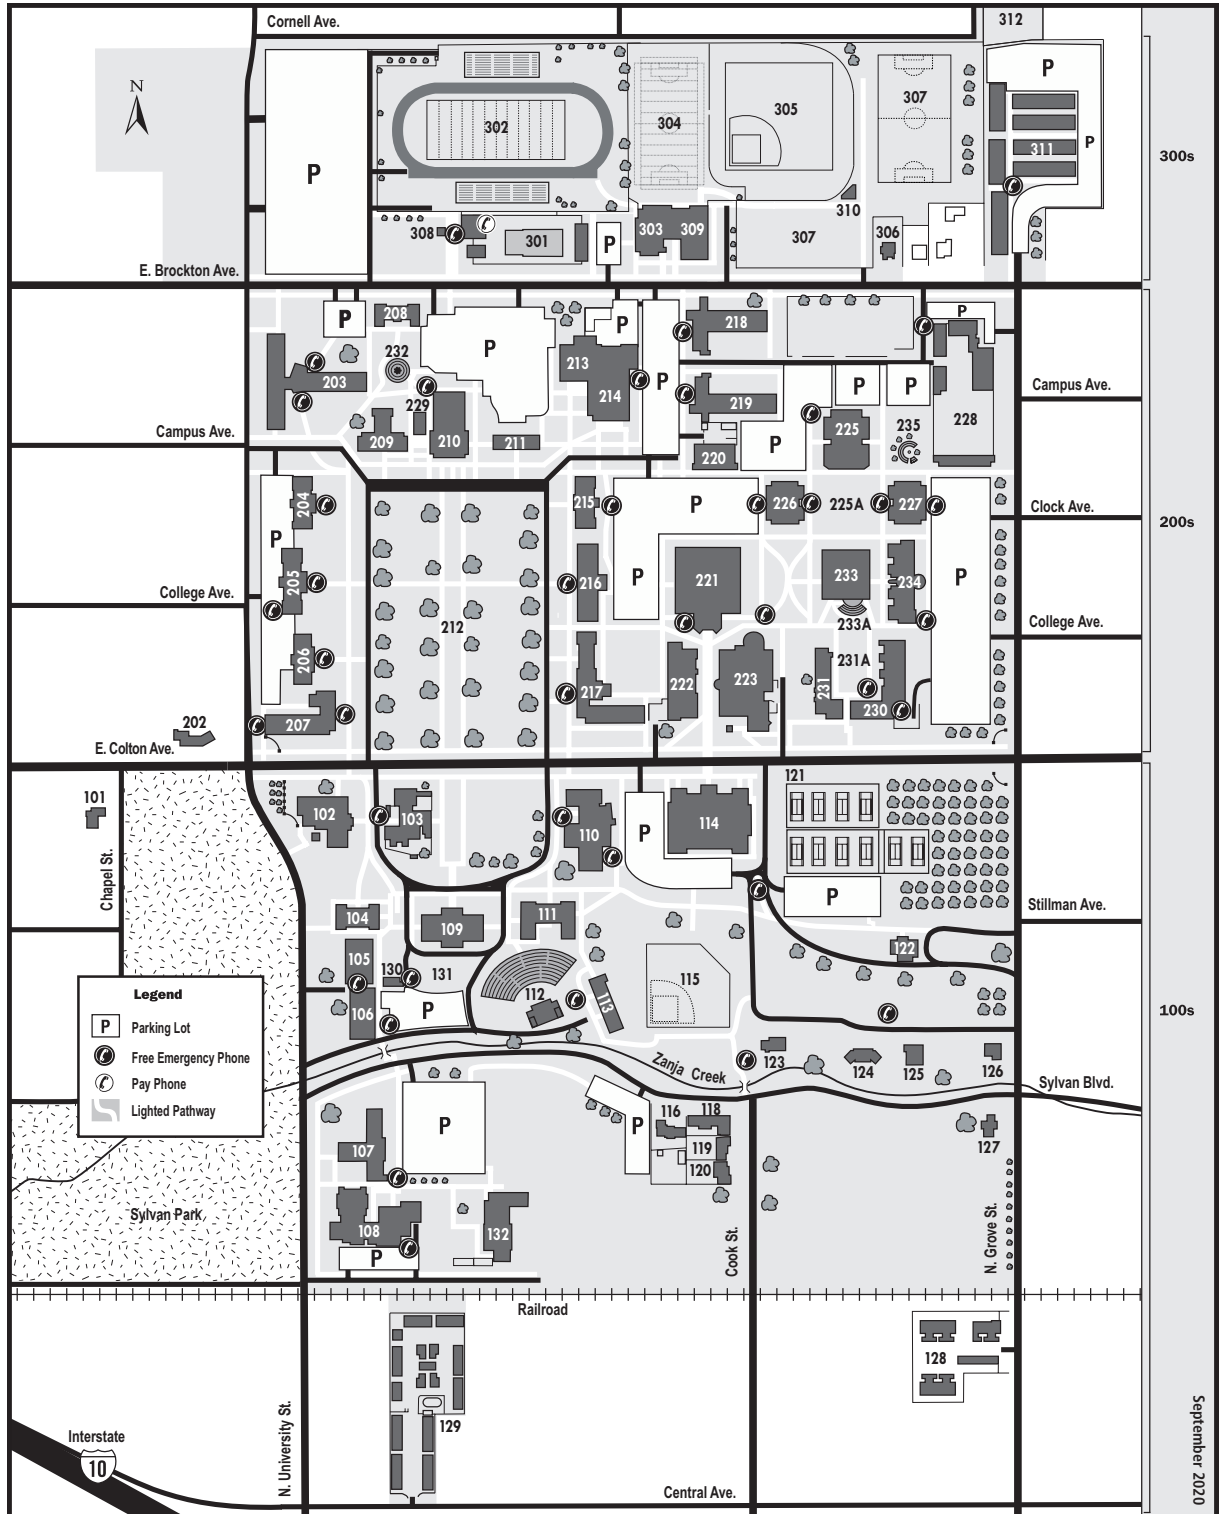 Cornell Ave.
312
N
P
P
302
304
305
307
300s
P
311
P
310
308
301
P
303
309
307
306
E. Brockton Ave.
P
208
P
P
218
P
232
213
P
Campus Ave.
203
214
P
P
219
229
225
235
228
Campus Ave.
209
210
211
220
P
204
215
P
226
225A
227
Clock Ave.
200s
P
205
216
P
221
233
234
P
College Ave.
233A
College Ave.
212
206
231A
217
222
223
231
230
202
207
E. Colton Ave.
121
101
102
103
110
P
114
Chapel St.
P
104
111
Stillman Ave.
109
122
105
130
131
115
112
113
Legend
P Parking Lot
Free Emergency Phone
Pay Phone
Lighted Pathway
106
P
100s
Zanja Creek
123
124
125
126
Sylvan Blvd.
P
116
118
P
127
107
119
120
Sylvan Park
108
132
P
Cook St.
N. Grove St.
Railroad
128
129
N. University St.
Interstate
10
Central Ave.
September 2020